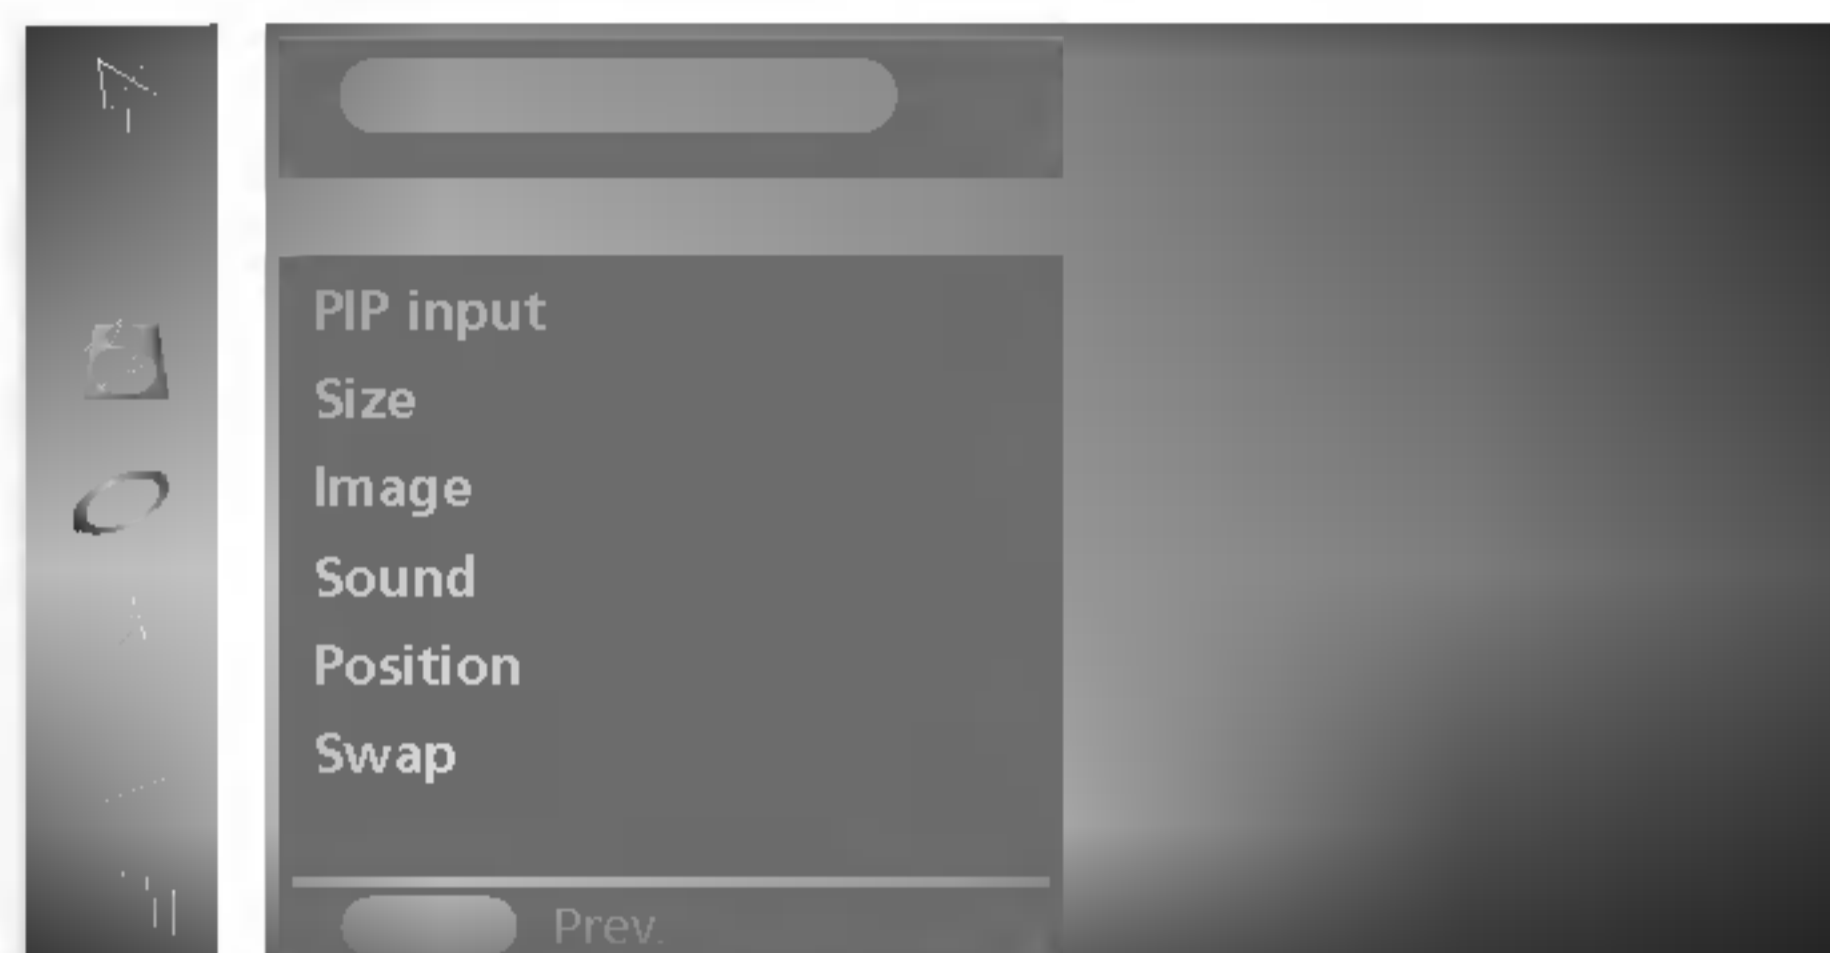 PIP input
Size
Image
Sound
Position
Swap
Prev.